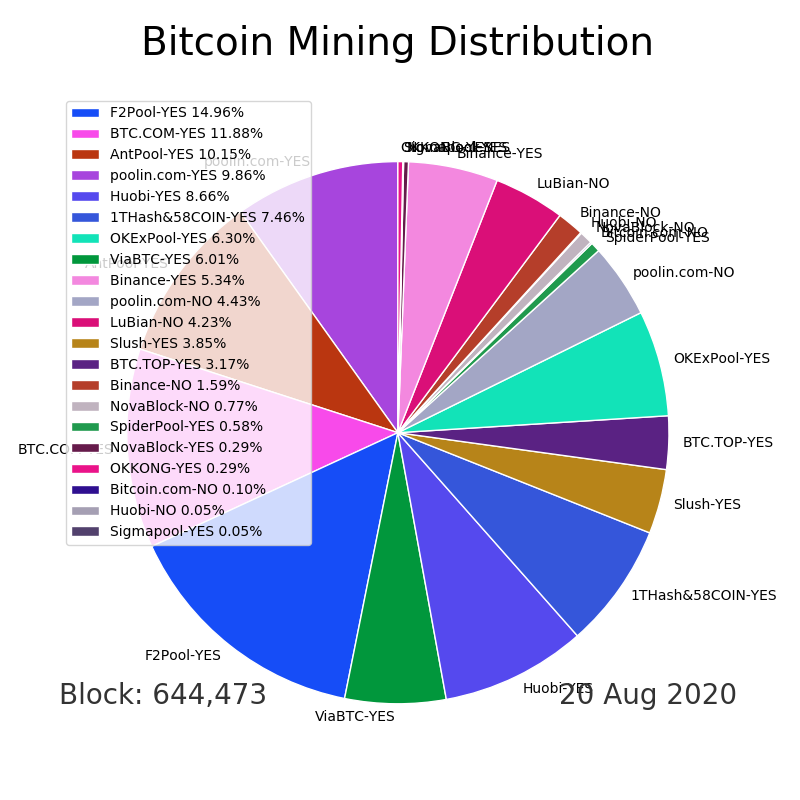 Bitcoin Mining Distribution
F2Pool-YES 14.96%
BTC.COM-YES 11.88%
AntPool-YES 10.15%
poolin.com-YES 9.86%
Huobi-YES 8.66%
1THash&58COIN-YES 7.46%
OKExPool-YES 6.30%
ViaBTC-YES 6.01%
Binance-YES 5.34%
poolin.com-NO 4.43%
LuBian-NO 4.23%
Slush-YES 3.85%
BTC.TOP-YES 3.17%
Binance-NO 1.59%
NovaBlock-NO 0.77%
SpiderPool-YES 0.58%
NovaBlock-YES 0.29%
OKKONG-YES 0.29%
Bitcoin.com-NO 0.10%
Huobi-NO 0.05%
Sigmapool-YES 0.05%
poolin.com-YES
AntPool-YES
BTC.COM-YES
F2Pool-YES
ViaBTC-YES
Huobi-YES
1THash&58COIN-YES
Slush-YES
BTC.TOP-YES
OKExPool-YES
poolin.com-NO
SpiderPool-YES
Bitcoin.com-NO
NovaBlock-NO
Huobi-NO
Binance-NO
LuBian-NO
Binance-YES
Block: 644,473
20 Aug 2020